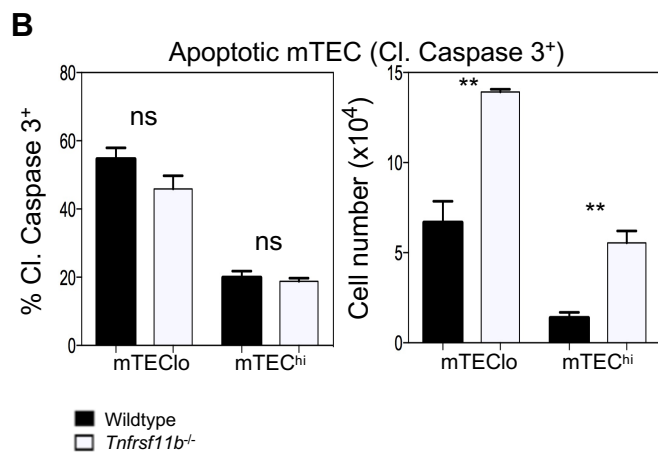 B
Apoptotic mTEC (Cl. Caspase 3⁺)
% Cl. Caspase 3⁺
80
60
40
20
0
ns
ns
mTEClo
mTECʰⁱ
Cell number (x10⁴)
15
10
5
0
**
**
mTEClo
mTECʰⁱ
Wildtype
Tnfrsf11b⁻/⁻